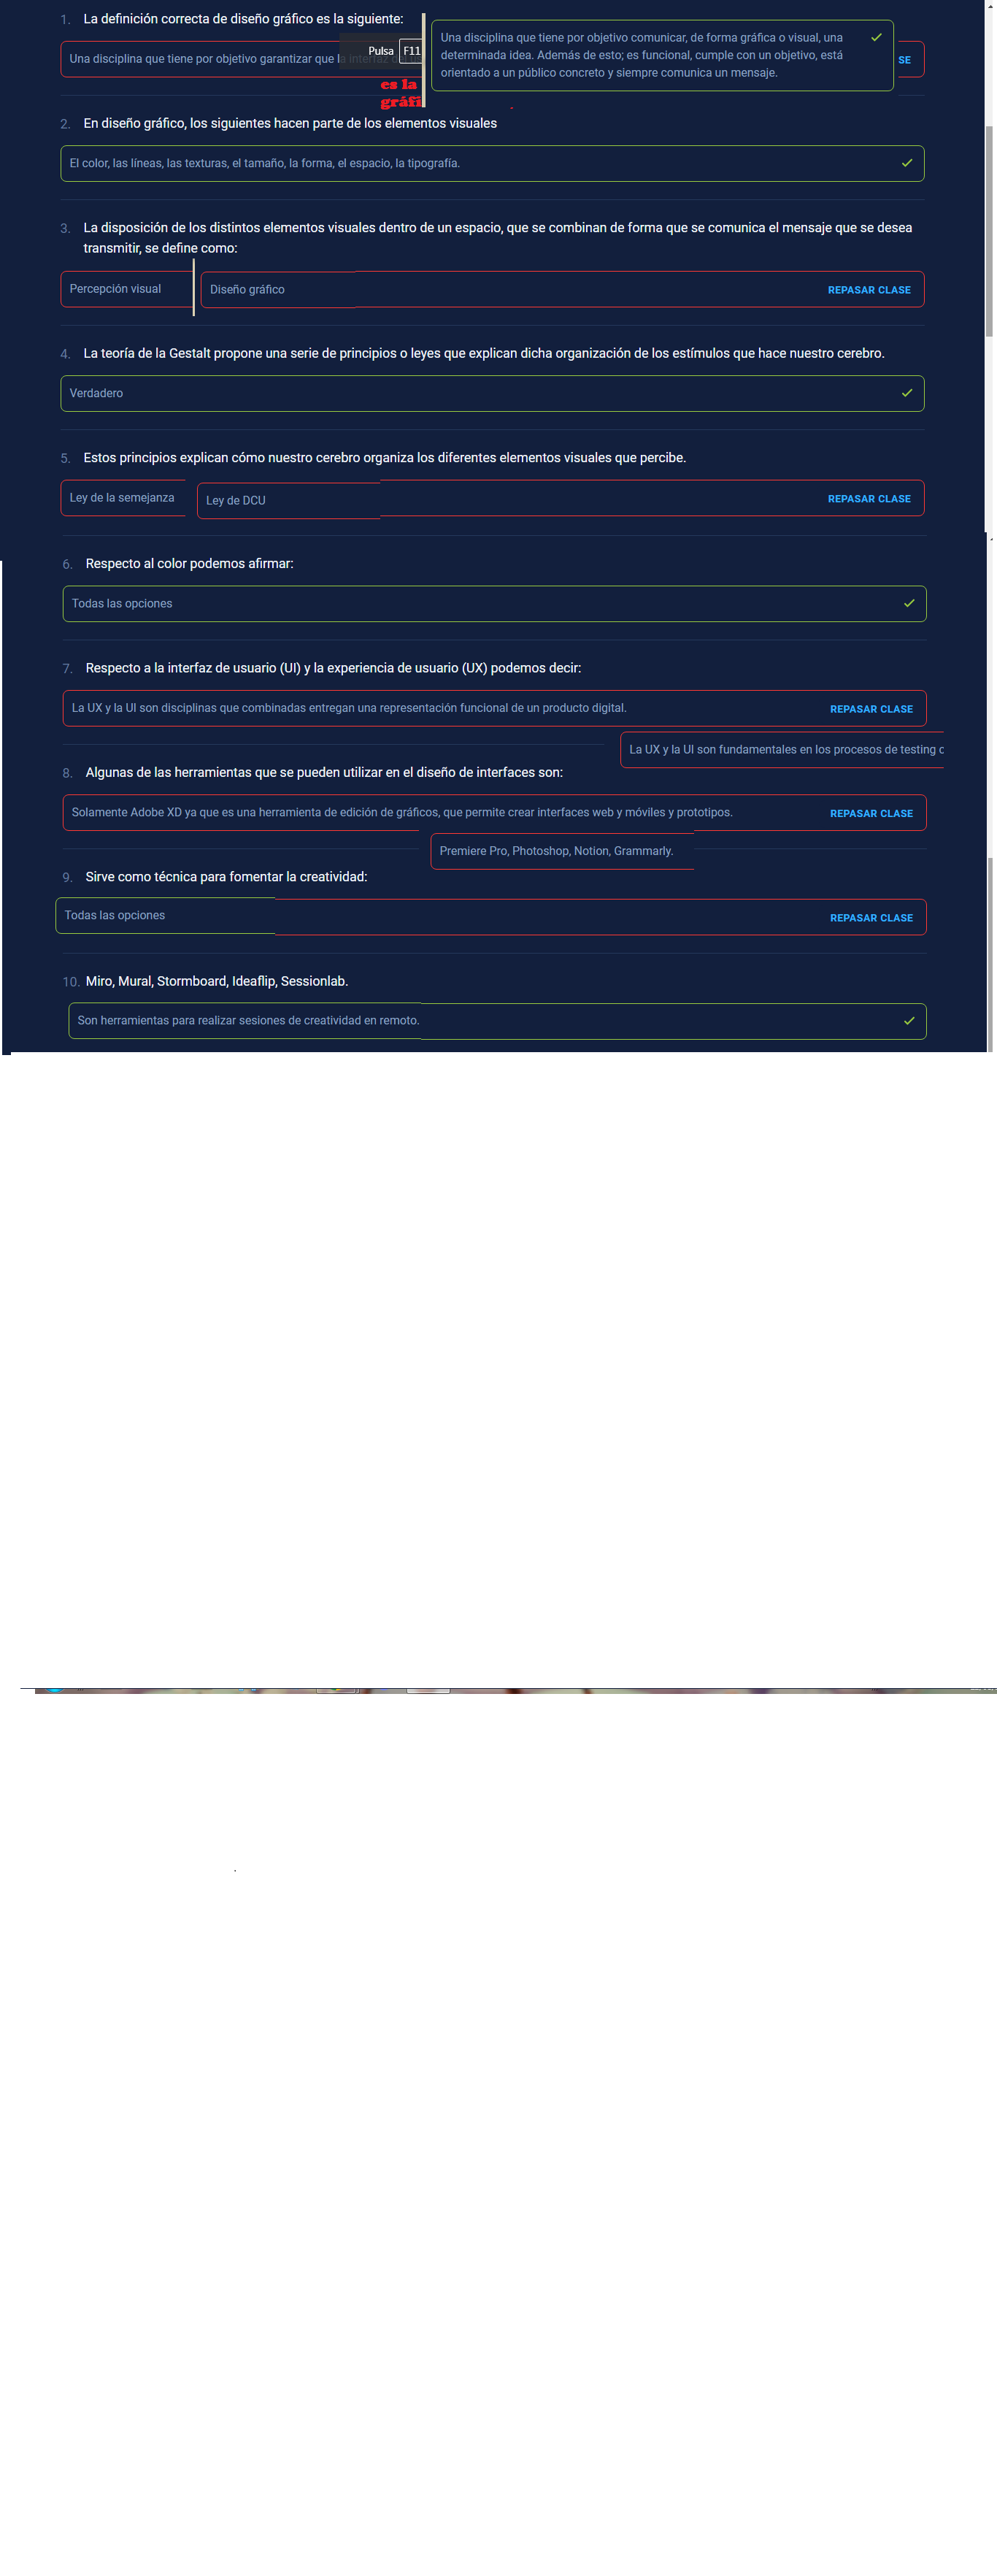 1. La definición correcta de diseño gráfico es la siguiente:
Una disciplina que tiene por objetivo comunicar, de forma gráfica o visual, una
determinada idea. Además de esto; es funcional, cumple con un objetivo, está
orientado a un público concreto y siempre comunica un mensaje.
Una disciplina que tiene por objetivo garantizar que la interfaz Pulsa F11 SE
es la
gráfi
2. En diseño gráfico, los siguientes hacen parte de los elementos visuales
El color, las líneas, las texturas, el tamaño, la forma, el espacio, la tipografía.
3. La disposición de los distintos elementos visuales dentro de un espacio, que se combinan de forma que se comunica el mensaje que se desea
transmitir, se define como:
Percepción visual Diseño gráfico REPASAR CLASE
4. La teoría de la Gestalt propone una serie de principios o leyes que explican dicha organización de los estímulos que hace nuestro cerebro.
Verdadero
5. Estos principios explican cómo nuestro cerebro organiza los diferentes elementos visuales que percibe.
Ley de la semejanza Ley de DCU REPASAR CLASE
6. Respecto al color podemos afirmar:
Todas las opciones
7. Respecto a la interfaz de usuario (UI) y la experiencia de usuario (UX) podemos decir:
La UX y la UI son disciplinas que combinadas entregan una representación funcional de un producto digital. REPASAR CLASE
La UX y la UI son fundamentales en los procesos de testing
8. Algunas de las herramientas que se pueden utilizar en el diseño de interfaces son:
Solamente Adobe XD ya que es una herramienta de edición de gráficos, que permite crear interfaces web y móviles y prototipos. REPASAR CLASE
Premiere Pro, Photoshop, Notion, Grammarly.
9. Sirve como técnica para fomentar la creatividad:
Todas las opciones REPASAR CLASE
10. Miro, Mural, Stormboard, Ideaflip, Sessionlab.
Son herramientas para realizar sesiones de creatividad en remoto.